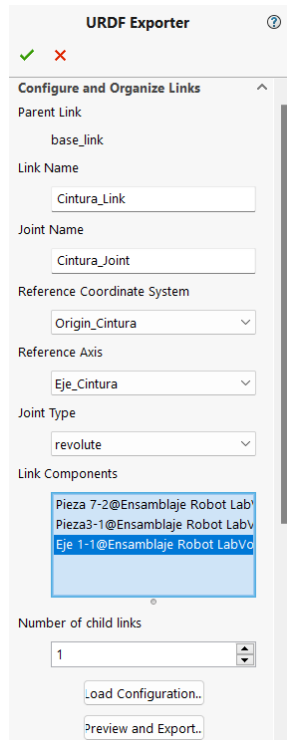 URDF Exporter
Configure and Organize Links
Parent Link
base_link
Link Name
Cintura_Link
Joint Name
Cintura_Joint
Reference Coordinate System
Origin_Cintura
Reference Axis
Eje_Cintura
Joint Type
revolute
Link Components
Pieza 7-2@Ensamblaje Robot LabV
Pieza3-1@Ensamblaje Robot LabV
Eje 1-1@Ensamblaje Robot LabVo
Number of child links
1
Load Configuration..
Preview and Export..